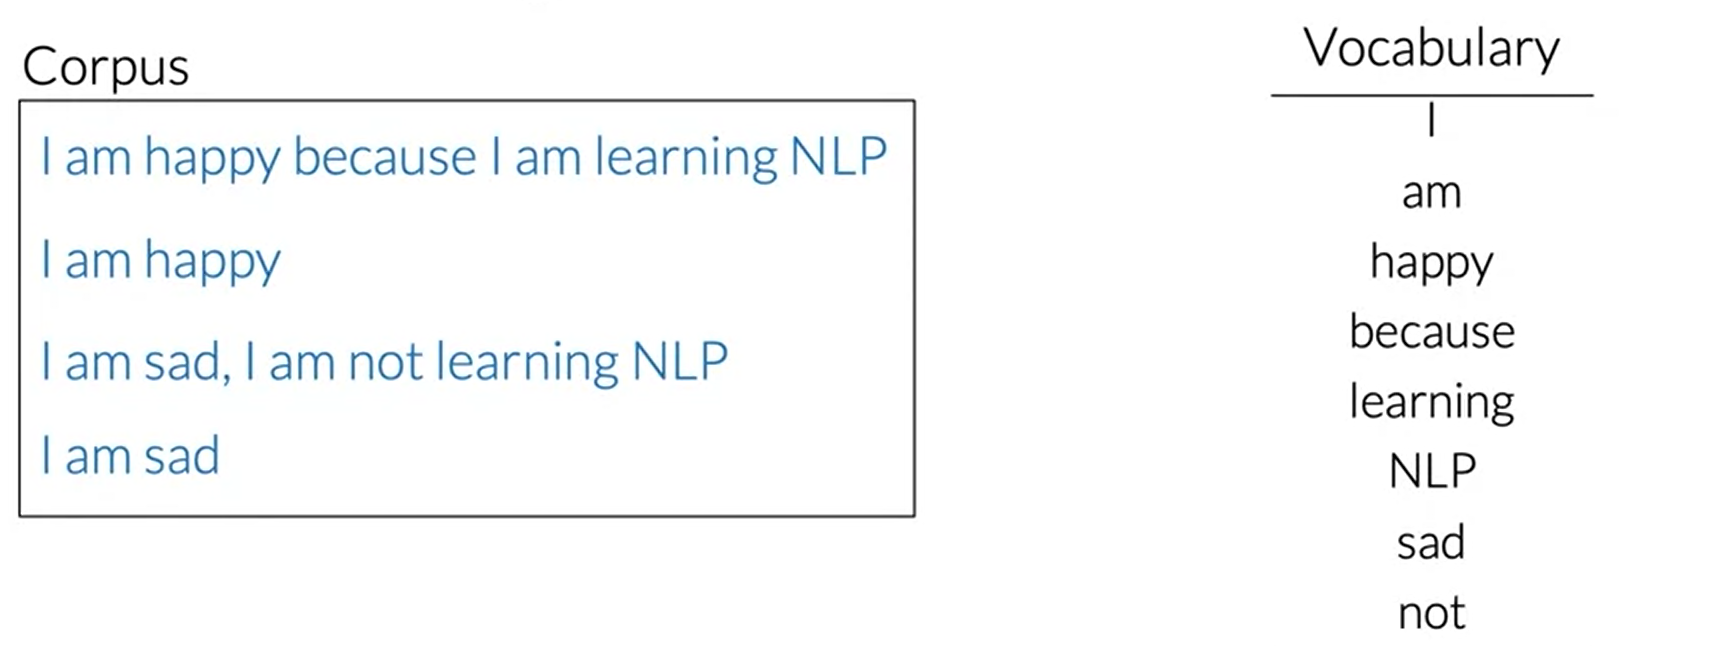 Corpus
I am happy because I am learning NLP
I am happy
I am sad, I am not learning NLP
I am sad
Vocabulary
I
am
happy
because
learning
NLP
sad
not